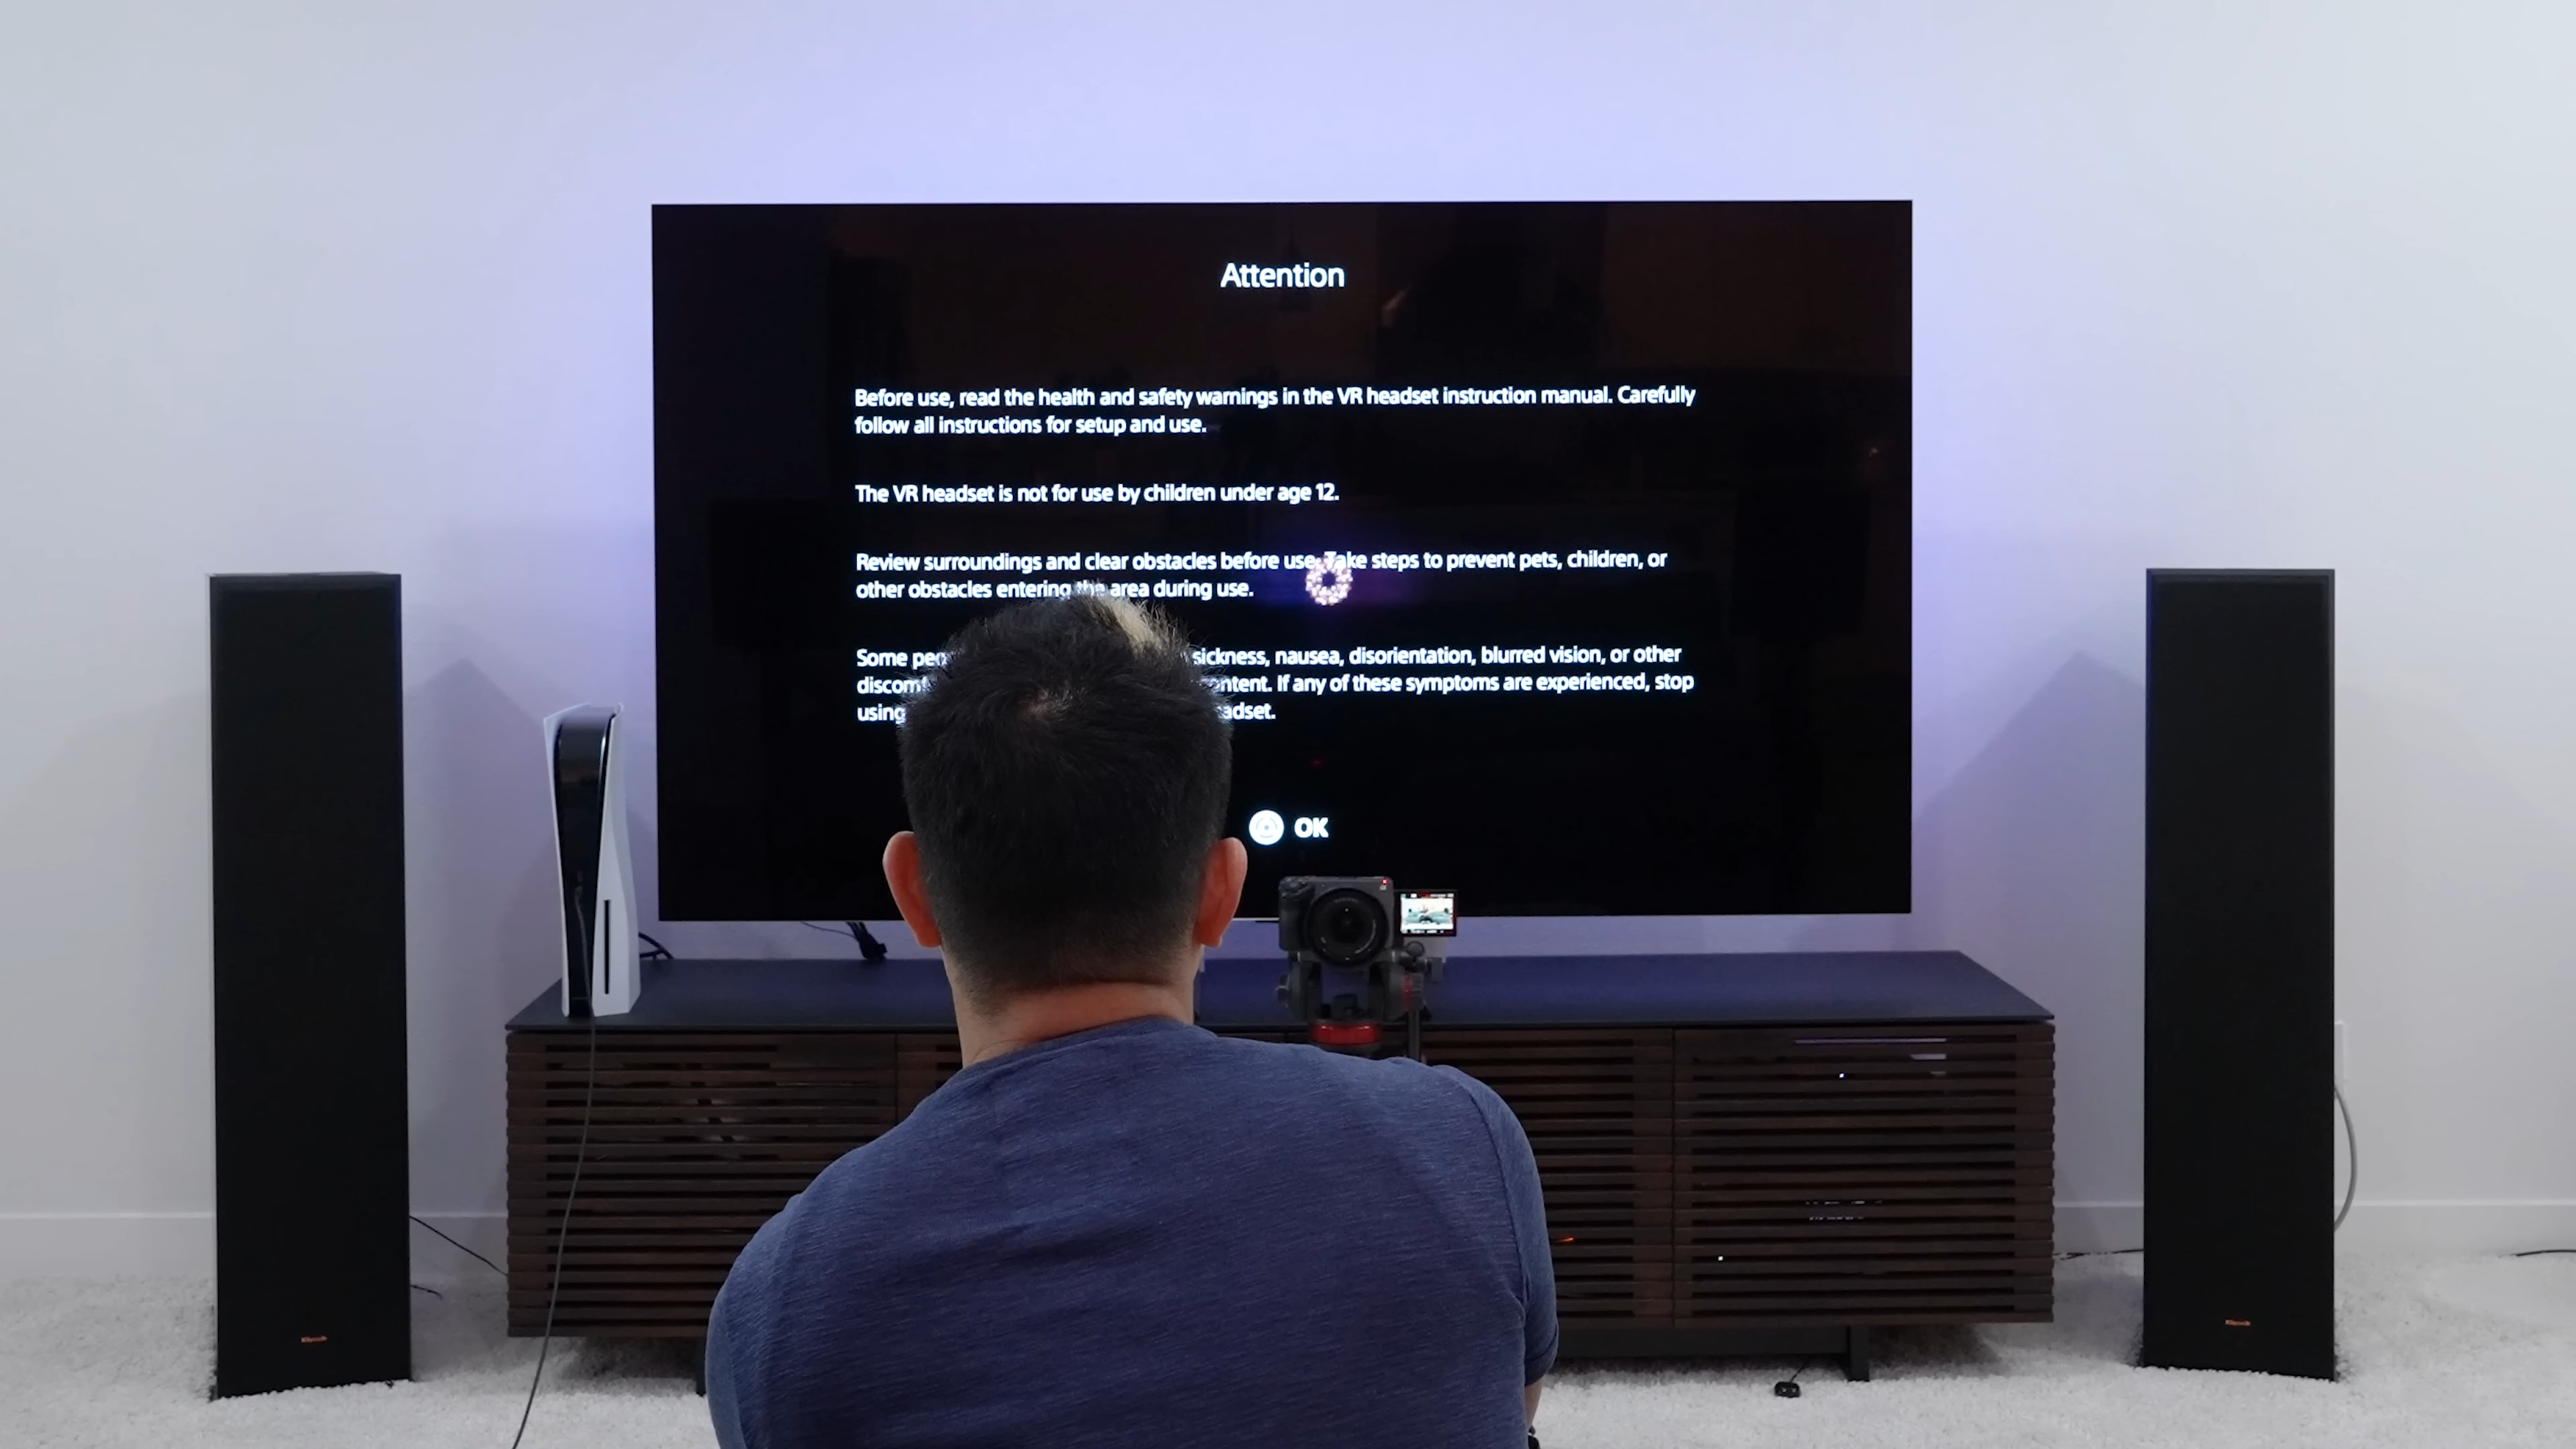 Attention
Before use, read the health and safety warnings in the VR headset instruction manual. Carefully
follow all instructions for setup and use.
The VR headset is not for use by children under age 12.
Review surroundings and clear obstacles before use. Take steps to prevent pets, children, or
other obstacles entering the area during use.
Some sickness, nausea, disorientation, blurred vision, or other
If any of these symptoms are experienced, stop
using
OK
Klipsch
Klipsch